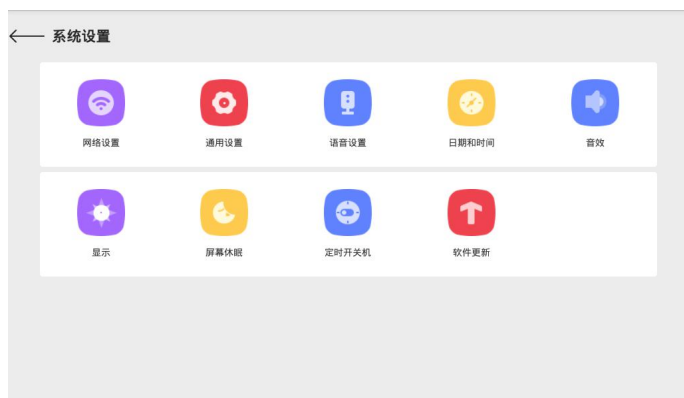 系统设置
网络设置
通用设置
语音设置
日期和时间
音效
显示
屏幕休眠
定时开关机
软件更新